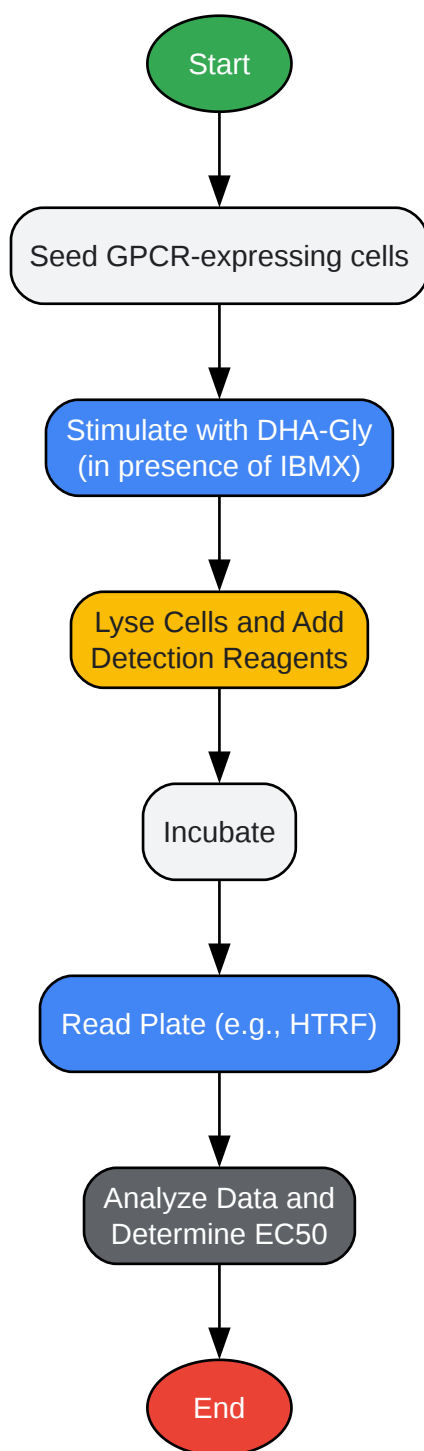 Start
Seed GPCR-expressing cells
Stimulate with DHA-Gly
(in presence of IBMX)
Lyse Cells and Add
Detection Reagents
Incubate
Read Plate (e.g., HTRF)
Analyze Data and
Determine EC50
End